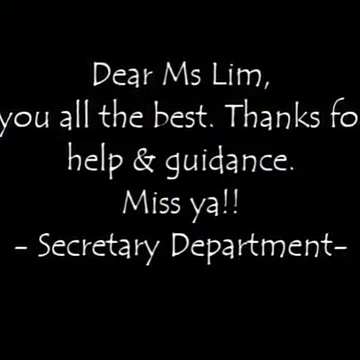 Dear Ms Lim,
you all the best. Thanks fo
help & guidance.
Miss ya!!
- Secretary Department-